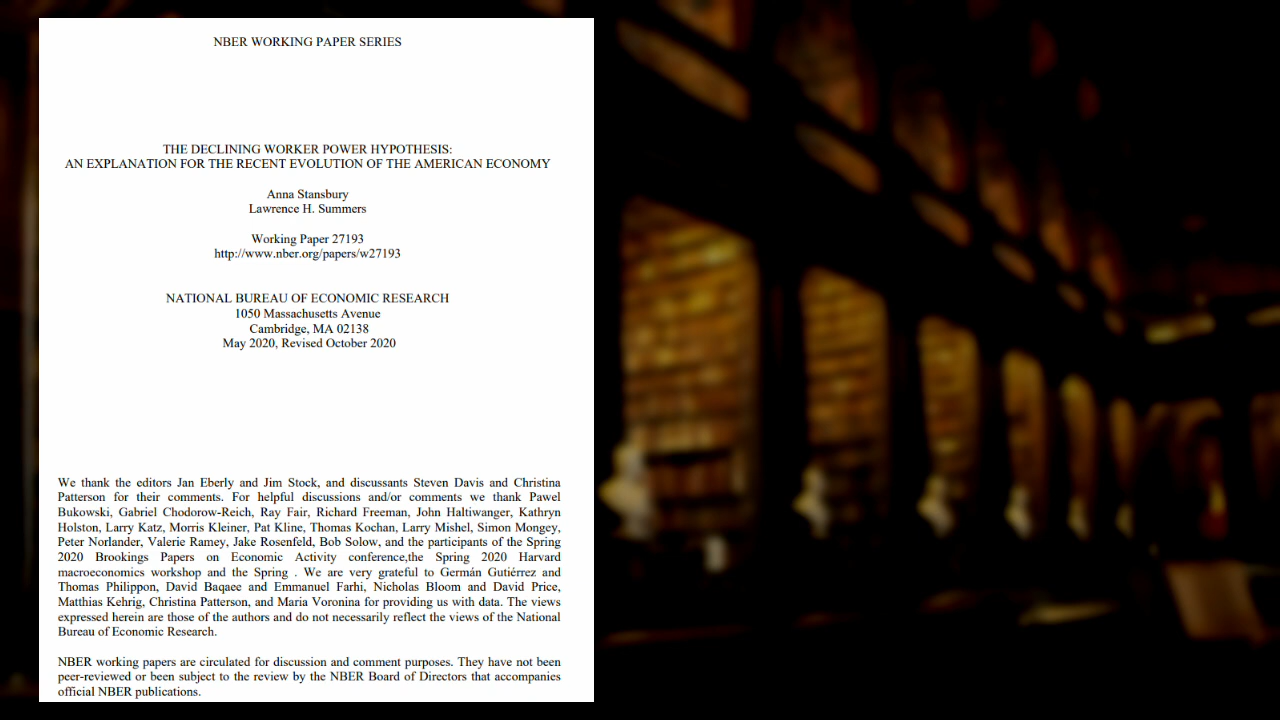 NBER WORKING PAPER SERIES
THE DECLINING WORKER POWER HYPOTHESIS:
AN EXPLANATION FOR THE RECENT EVOLUTION OF THE AMERICAN ECONOMY
Anna Stansbury
Lawrence H. Summers
Working Paper 27193
http://www.nber.org/papers/w27193
NATIONAL BUREAU OF ECONOMIC RESEARCH
1050 Massachusetts Avenue
Cambridge, MA 02138
May 2020, Revised October 2020
We thank the editors Jan Eberly and Jim Stock, and discussants Steven Davis and Christina
Patterson for their comments. For helpful discussions and/or comments we thank Pawel
Bukowski, Gabriel Chodorow-Reich, Ray Fair, Richard Freeman, John Haltiwanger, Kathryn
Holston, Larry Katz, Morris Kleiner, Pat Kline, Thomas Kochan, Larry Mishel, Simon Mongey,
Peter Norlander, Valerie Ramey, Jake Rosenfeld, Bob Solow, and the participants of the Spring
2020 Brookings Papers on Economic Activity conference,the Spring 2020 Harvard
macroeconomics workshop and the Spring . We are very grateful to Germán Gutiérrez and
Thomas Philippon, David Baqaee and Emmanuel Farhi, Nicholas Bloom and David Price,
Matthias Kehrig, Christina Patterson, and Maria Voronina for providing us with data. The views
expressed herein are those of the authors and do not necessarily reflect the views of the National
Bureau of Economic Research.
NBER working papers are circulated for discussion and comment purposes. They have not been
peer-reviewed or been subject to the review by the NBER Board of Directors that accompanies
official NBER publications.